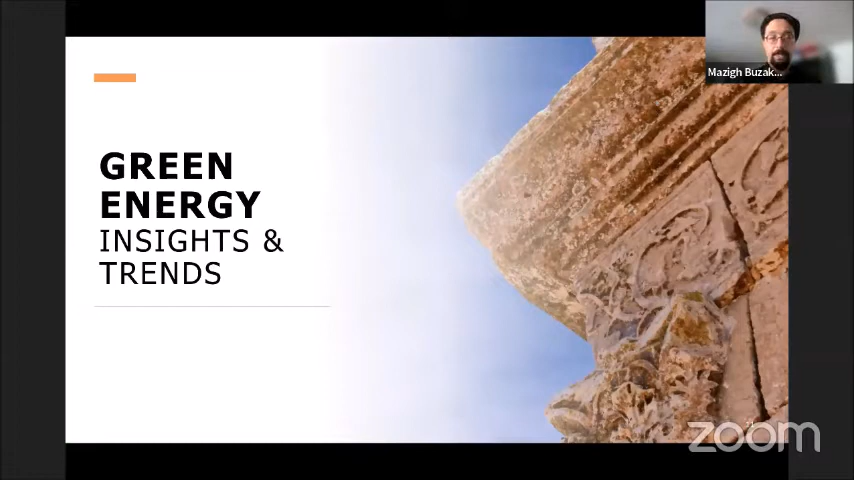 Mazigh Buzak...
GREEN
ENERGY
INSIGHTS &
TRENDS
zoom